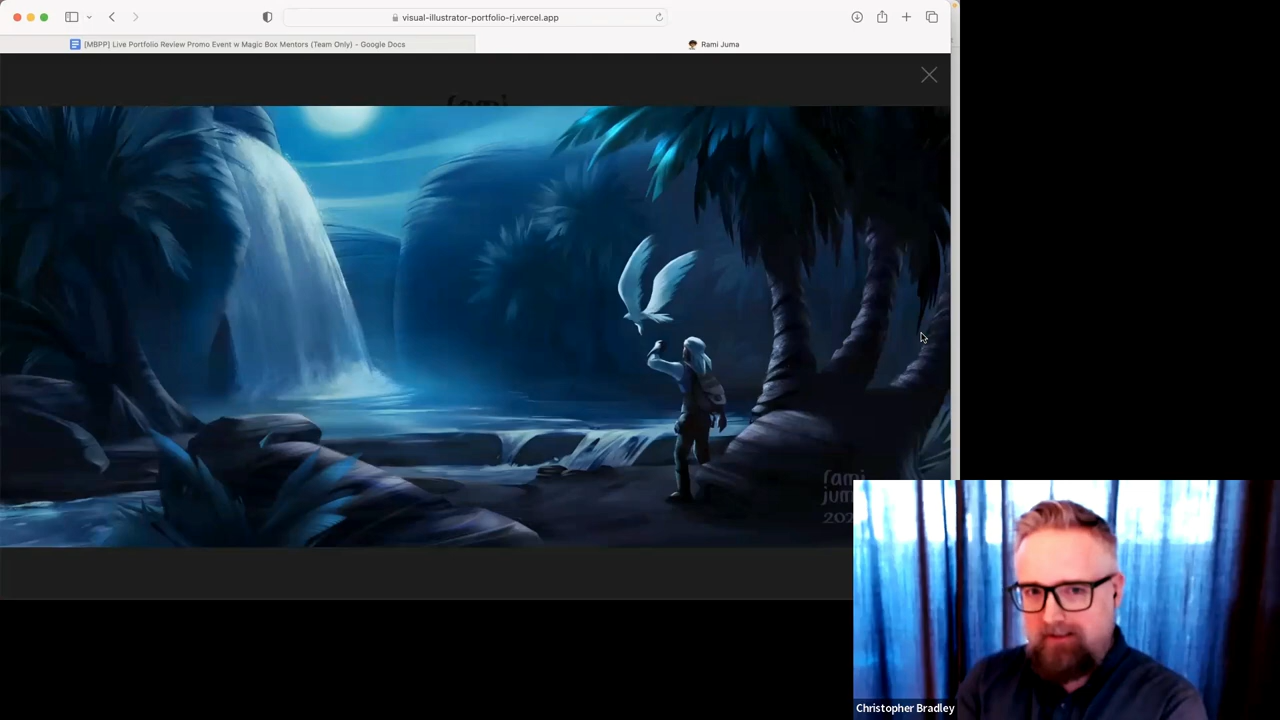 visual-illustrator-portfolio-rj.vercel.app
[MBPP] Live Portfolio Review Promo Event w Magic Box Mentors (Team Only) - Google Docs
Rami Juma
rami
Christopher Bradley